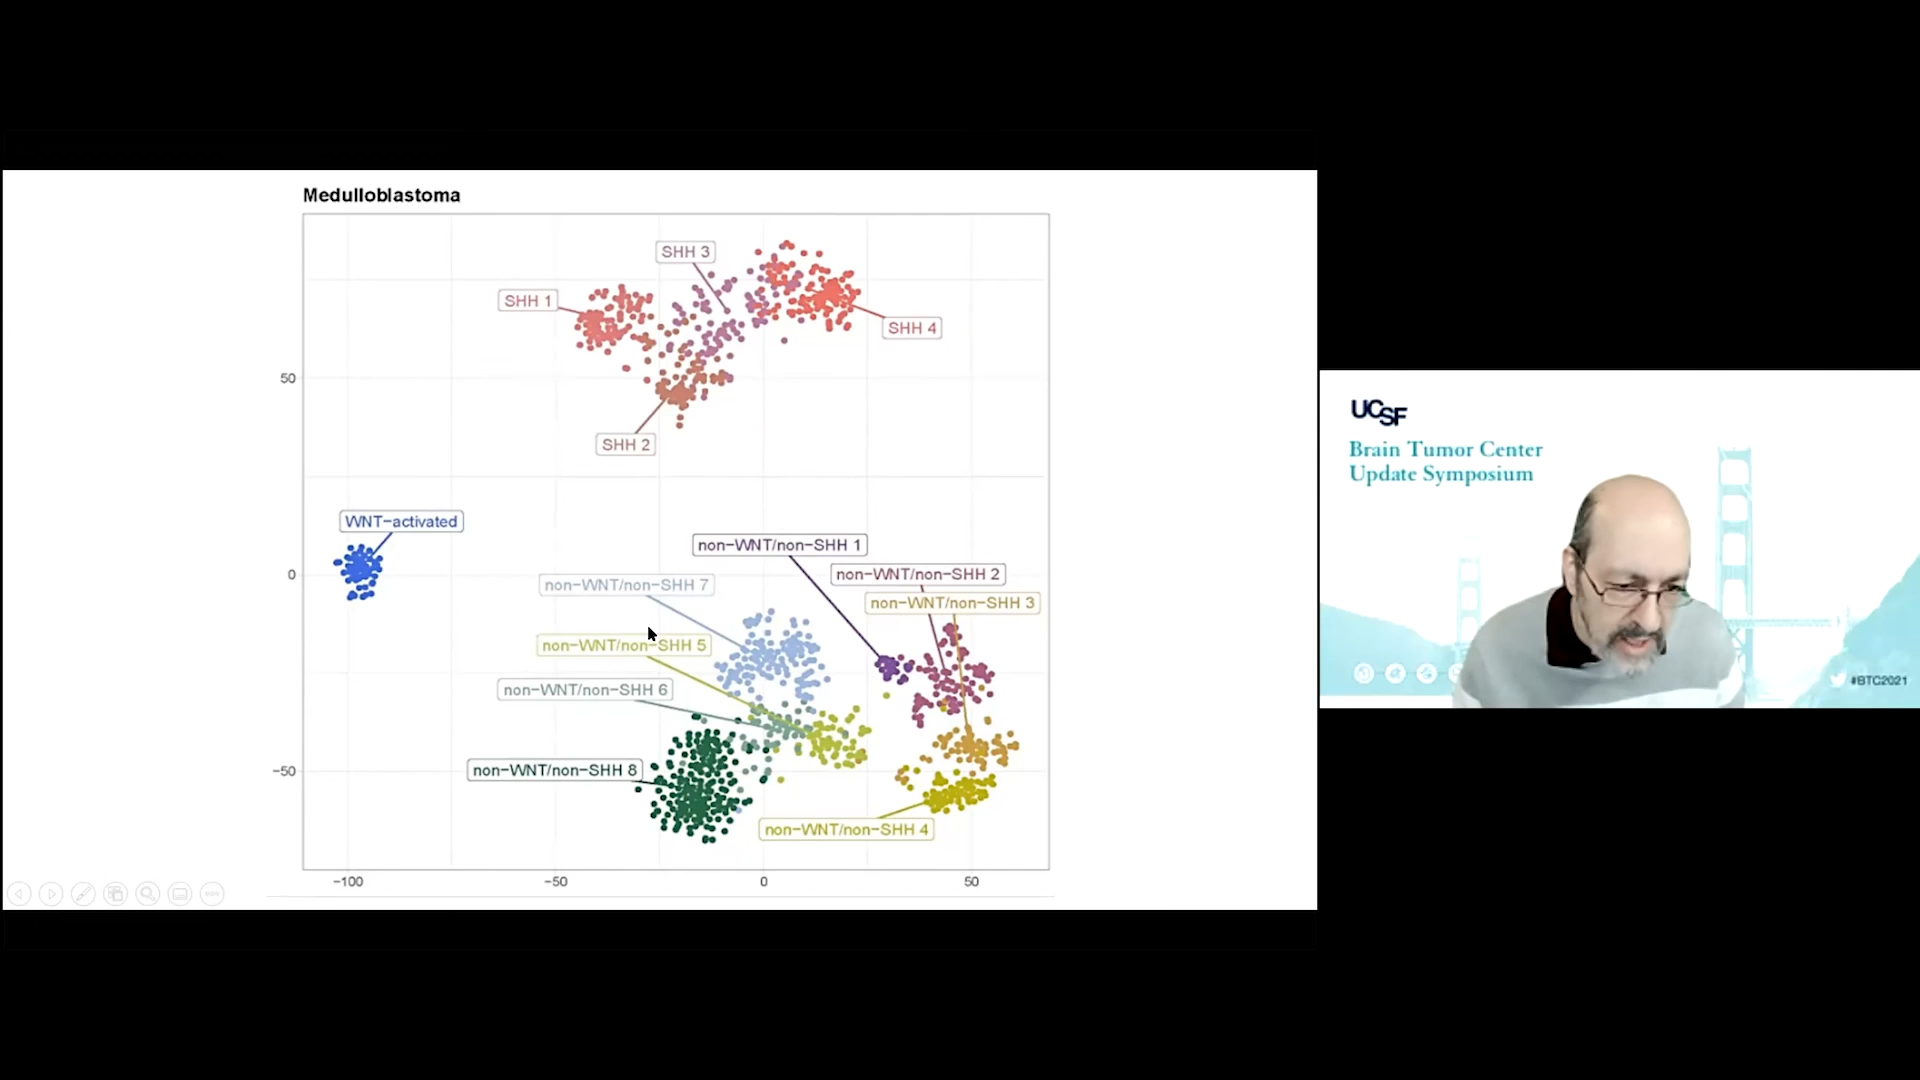 Medulloblastoma
SHH 3
SHH 1
SHH 4
50
SHH 2
WNT−activated
non−WNT/non−SHH 1
0
non−WNT/non−SHH 2
non−WNT/non−SHH 7
non−WNT/non−SHH 3
non−WNT/non−SHH 5
non−WNT/non−SHH 6
−50
non−WNT/non−SHH 8
non−WNT/non−SHH 4
−100
−50
0
50
UCSF
Brain Tumor Center
Update Symposium
#BTC2021